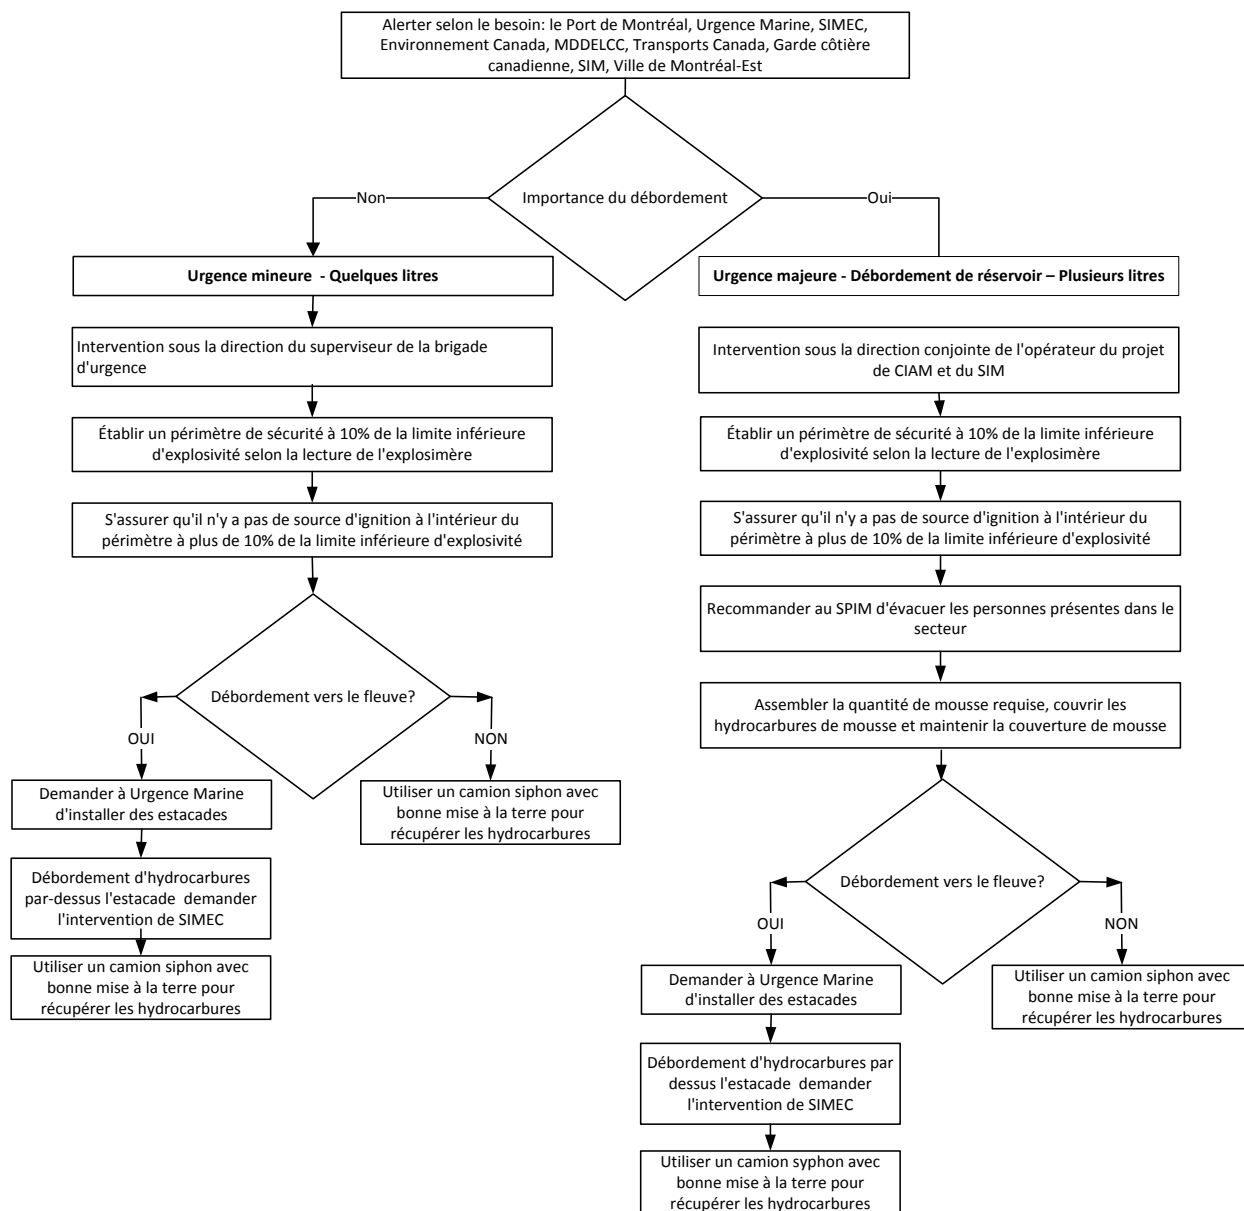 Alerter selon le besoin: le Port de Montréal, Urgence Marine, SIMEC,
Environnement Canada, MDDELCC, Transports Canada, Garde côtière
canadienne, SIM, Ville de Montréal-Est
Importance du débordement
Non
Oui
Urgence mineure - Quelques litres
Intervention sous la direction du superviseur de la brigade
d'urgence
Établir un périmètre de sécurité à 10% de la limite inférieure
d'explosivité selon la lecture de l'explosimère
S'assurer qu'il n'y a pas de source d'ignition à l'intérieur du
périmètre à plus de 10% de la limite inférieure d'explosivité
Débordement vers le fleuve?
OUI
NON
Demander à Urgence Marine
d'installer des estacades
Débordement d'hydrocarbures
par-dessus l'estacade demander
l'intervention de SIMEC
Utiliser un camion siphon avec
bonne mise à la terre pour
récupérer les hydrocarbures
Utiliser un camion siphon avec
bonne mise à la terre pour
récupérer les hydrocarbures
Urgence majeure - Débordement de réservoir – Plusieurs litres
Intervention sous la direction conjointe de l'opérateur du projet
de CIAM et du SIM
Établir un périmètre de sécurité à 10% de la limite inférieure
d'explosivité selon la lecture de l'explosimère
S'assurer qu'il n'y a pas de source d'ignition à l'intérieur du
périmètre à plus de 10% de la limite inférieure d'explosivité
Recommander au SPIM d'évacuer les personnes présentes dans le
secteur
Assembler la quantité de mousse requise, couvrir les
hydrocarbures de mousse et maintenir la couverture de mousse
Débordement vers le fleuve?
OUI
NON
Demander à Urgence Marine
d'installer des estacades
Débordement d'hydrocarbures par
dessus l'estacade demander
l'intervention de SIMEC
Utiliser un camion syphon avec
bonne mise à la terre pour
récupérer les hydrocarbures
Utiliser un camion siphon avec
bonne mise à la terre pour
récupérer les hydrocarbures